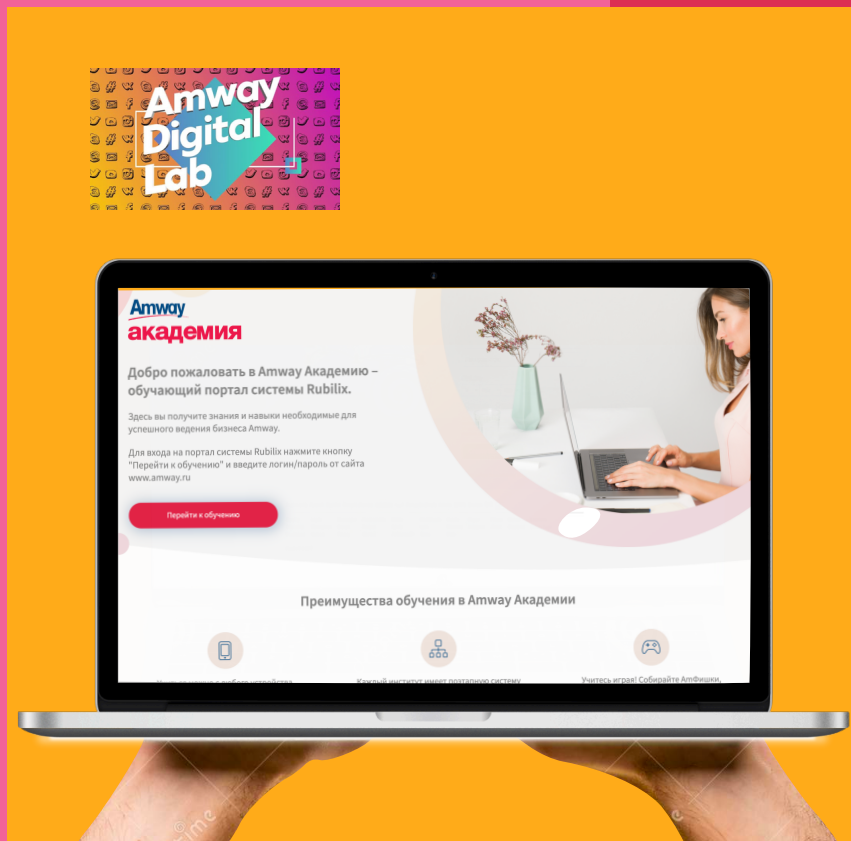 Amway
Digital
Lab
Amway
академия
Добро пожаловать в Amway Академию –
обучающий портал системы Rubilix.
Здесь вы получите знания и навыки необходимые для
успешного ведения бизнеса Amway.
Для входа на портал системы Rubilix нажмите кнопку
"Перейти к обучению" и введите логин/пароль от сайта
www.amway.ru
Перейти к обучению
Преимущества обучения в Amway Академии
Каждый институт имеет поэтапную систему
Учитесь играя! Собирайте AmФишки,